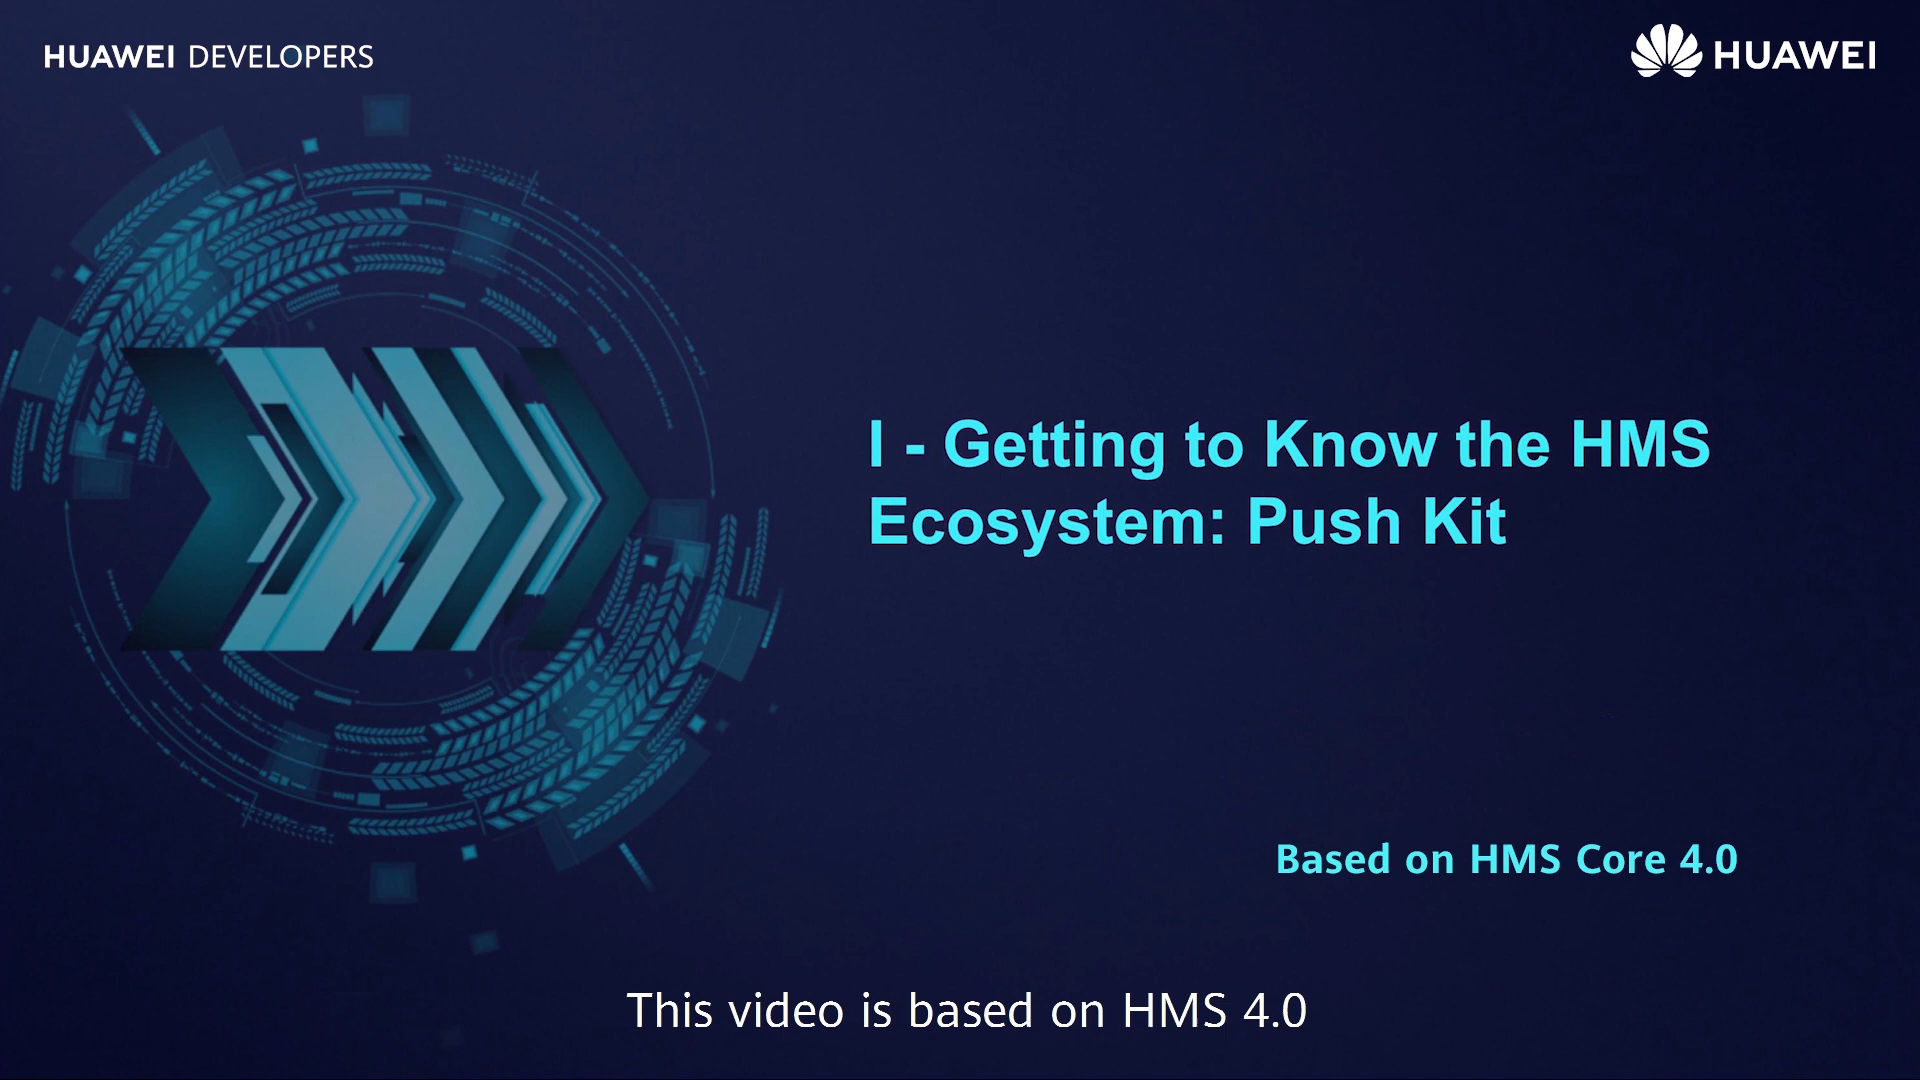 HUAWEI DEVELOPERS
HUAWEI
I - Getting to Know the HMS
Ecosystem: Push Kit
Based on HMS Core 4.0
This video is based on HMS 4.0